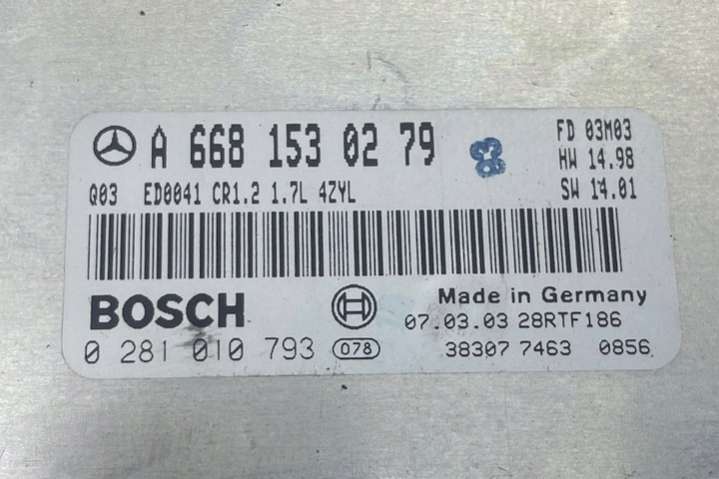 A 668 153 02 79
83
FD 03M03
HW 14.98
Q03 ED0041 CR1.2 1.7L 4ZYL
SW 14.01
BOSCH
Made in Germany
07.03.03 28RTF186
0 281 010 793 078
38307 7463 0856